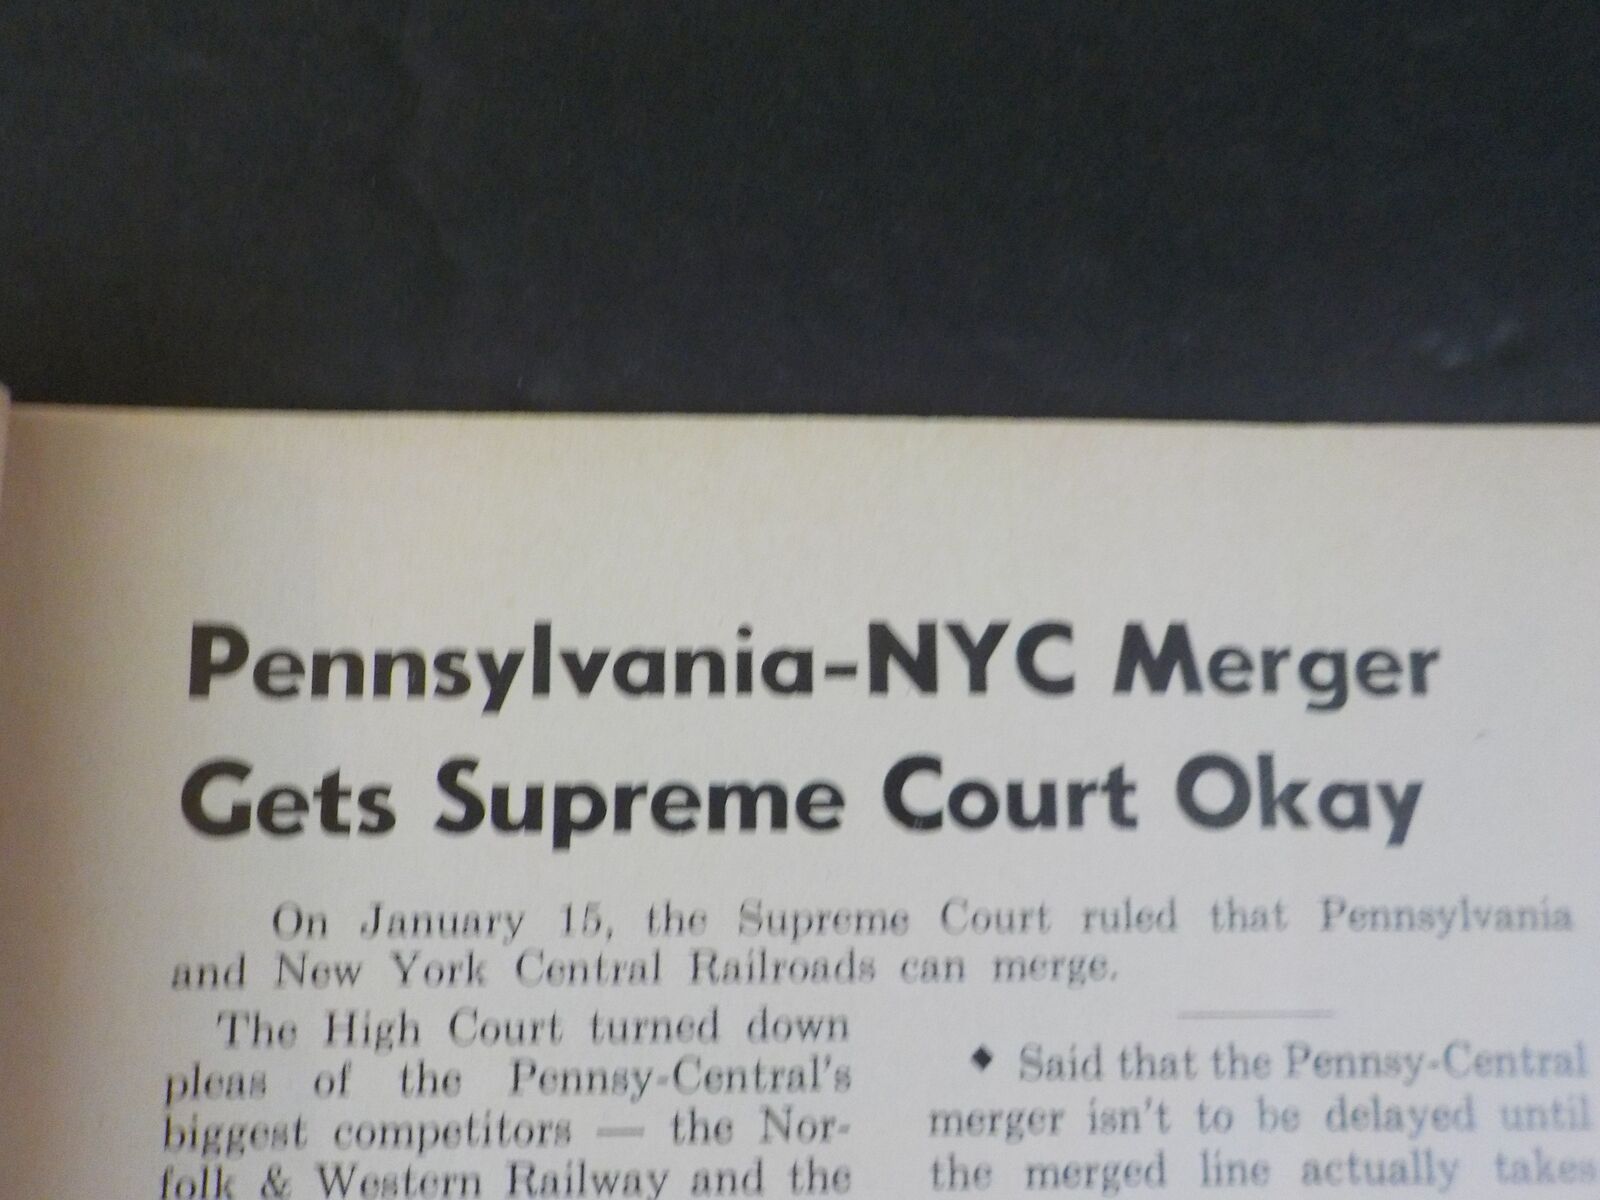 Pennsylvania-NYC Merger
Gets Supreme Court Okay
On January 15, the Supreme Court ruled that Pennsylvania
and New York Central Railroads can merge.
The High Court turned down
pleas of the Pennsy-Central's
biggest competitors — the Nor-
folk & Western Railway and the
◆ Said that the Pennsy-Central
merger isn't to be delayed until
the merged line actually takes